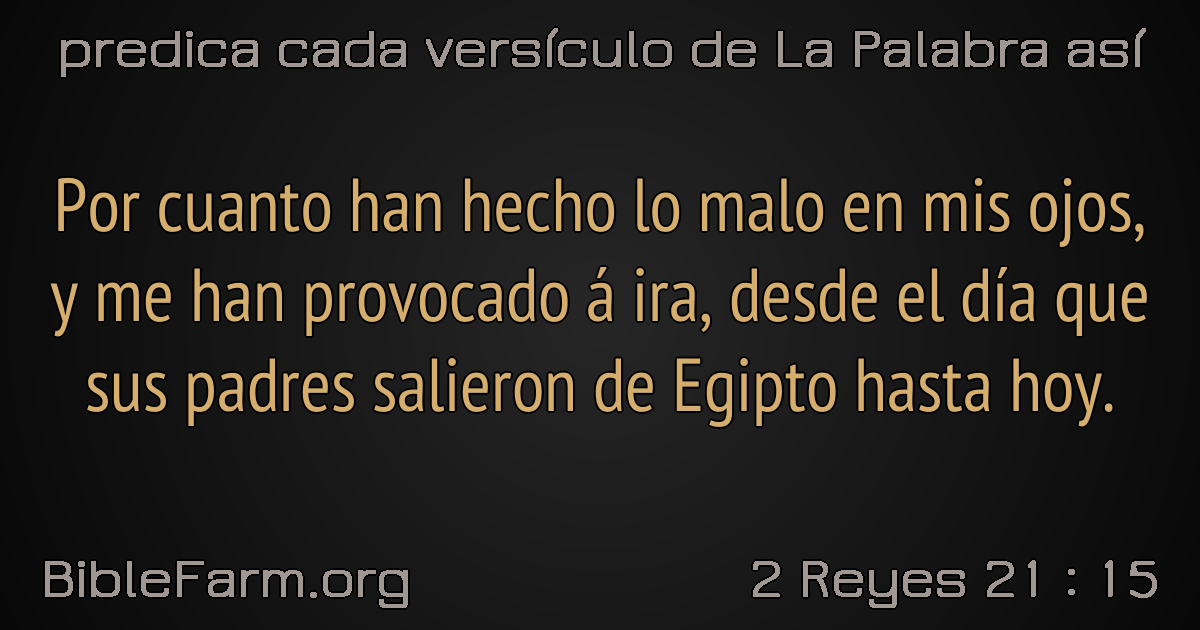 predica cada versículo de La Palabra así
Por cuanto han hecho lo malo en mis ojos,
y me han provocado á ira, desde el día que
sus padres salieron de Egipto hasta hoy.
BibleFarm.org
2 Reyes 21 : 15